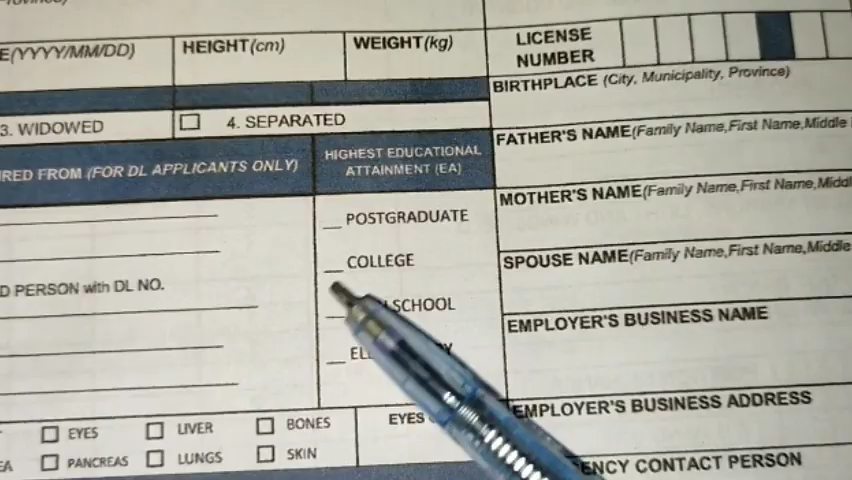 E(YYYY/MM/DD)
HEIGHT(cm)
WEIGHT(kg)
LICENSE
NUMBER
BIRTHPLACE (City, Municipality, Province)
3. WIDOWED
4. SEPARATED
FATHER'S NAME(Family Name,First Name,Middle
RED FROM (FOR DL APPLICANTS ONLY)
HIGHEST EDUCATIONAL
ATTAINMENT (EA)
MOTHER'S NAME(Family Name,First Name,Midd
POSTGRADUATE
COLLEGE
SPOUSE NAME(Family Name,First Name,Middle
D PERSON with DL NO.
SCHOOL
EMPLOYER'S BUSINESS NAME
EMPLOYER'S BUSINESS ADDRESS
EYES
LIVER
BONES
EYES
PANCREAS
LUNGS
SKIN
ENCY CONTACT PERSON